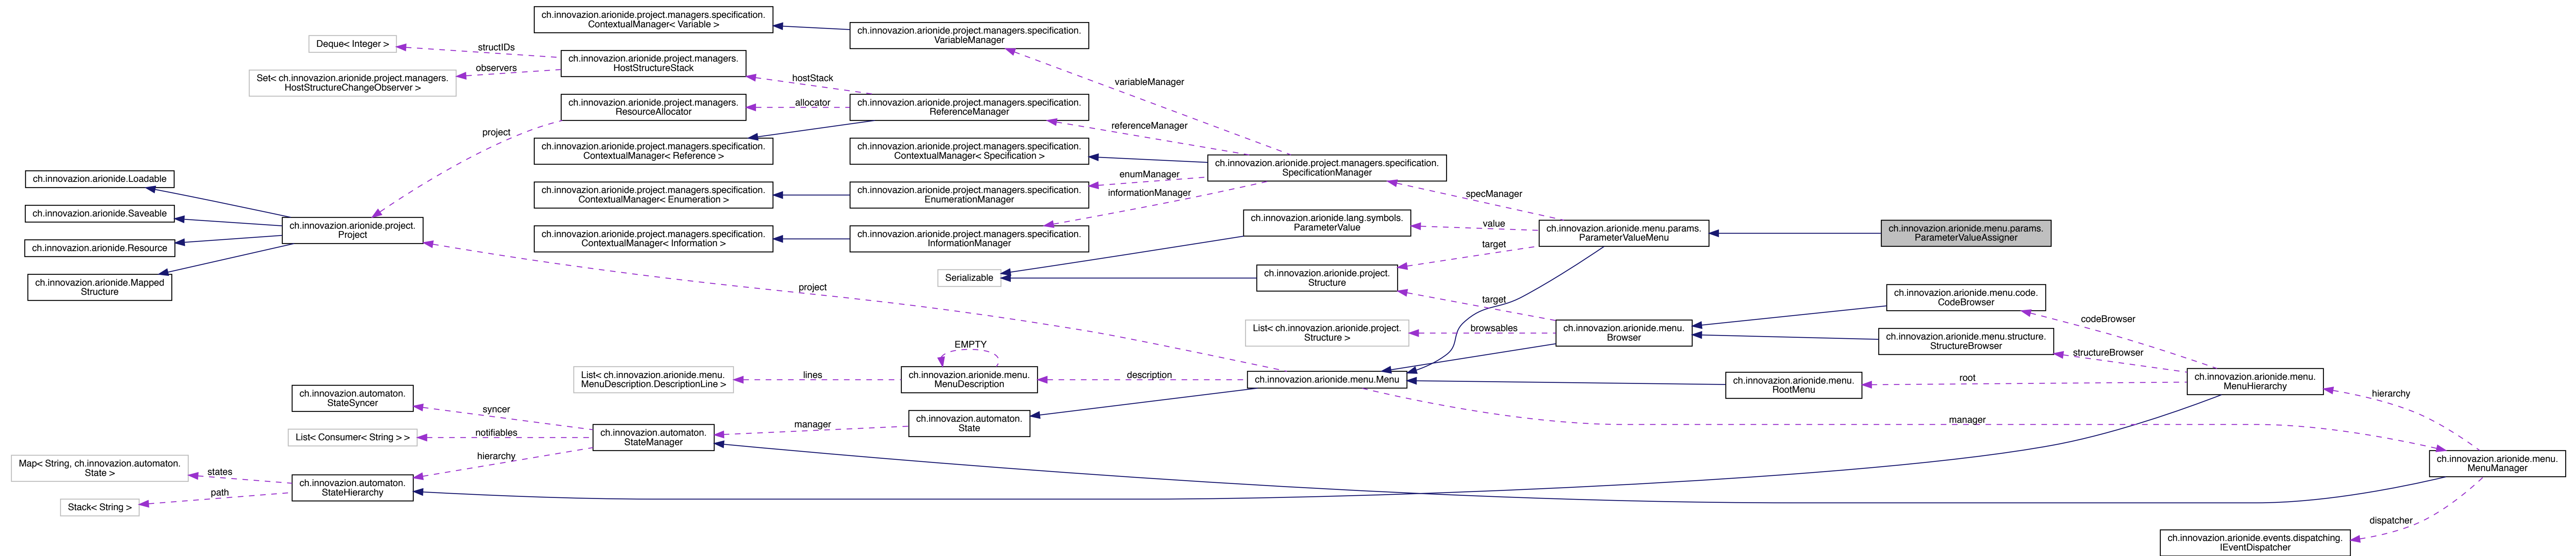 ch.innovazion.arionide.project.managers.specification.
ContextualManager< Variable >
ch.innovazion.arionide.project.managers.specification.
VariableManager
Deque< Integer >
structIDs
ch.innovazion.arionide.project.managers.
HostStructureStack
observers
Set< ch.innovazion.arionide.project.managers.
HostStructureChangeObserver >
hostStack
variableManager
ch.innovazion.arionide.project.managers.
ResourceAllocator
allocator
ch.innovazion.arionide.project.managers.specification.
ReferenceManager
project
referenceManager
ch.innovazion.arionide.project.managers.specification.
ContextualManager< Reference >
ch.innovazion.arionide.project.managers.specification.
ContextualManager< Specification >
ch.innovazion.arionide.project.managers.specification.
SpecificationManager
ch.innovazion.arionide.Loadable
enumManager
informationManager
specManager
ch.innovazion.arionide.project.managers.specification.
ContextualManager< Enumeration >
ch.innovazion.arionide.project.managers.specification.
EnumerationManager
ch.innovazion.arionide.Saveable
ch.innovazion.arionide.project.
Project
ch.innovazion.arionide.lang.symbols.
ParameterValue
value
ch.innovazion.arionide.menu.params.
ParameterValueMenu
ch.innovazion.arionide.menu.params.
ParameterValueAssigner
ch.innovazion.arionide.Resource
ch.innovazion.arionide.project.managers.specification.
ContextualManager< Information >
ch.innovazion.arionide.project.managers.specification.
InformationManager
target
ch.innovazion.arionide.Mapped
Structure
Serializable
ch.innovazion.arionide.project.
Structure
project
target
ch.innovazion.arionide.menu.code.
CodeBrowser
List< ch.innovazion.arionide.project.
Structure >
browsables
ch.innovazion.arionide.menu.
Browser
codeBrowser
ch.innovazion.arionide.menu.structure.
StructureBrowser
structureBrowser
EMPTY
List< ch.innovazion.arionide.menu.
MenuDescription.DescriptionLine >
lines
ch.innovazion.arionide.menu.
MenuDescription
description
ch.innovazion.arionide.menu.Menu
ch.innovazion.arionide.menu.
RootMenu
root
ch.innovazion.arionide.menu.
MenuHierarchy
hierarchy
ch.innovazion.automaton.
StateSyncer
syncer
manager
ch.innovazion.automaton.
State
manager
List< Consumer< String > >
notifiables
ch.innovazion.automaton.
StateManager
hierarchy
Map< String, ch.innovazion.automaton.
State >
states
path
ch.innovazion.automaton.
StateHierarchy
ch.innovazion.arionide.menu.
MenuManager
Stack< String >
dispatcher
ch.innovazion.arionide.events.dispatching.
IEventDispatcher